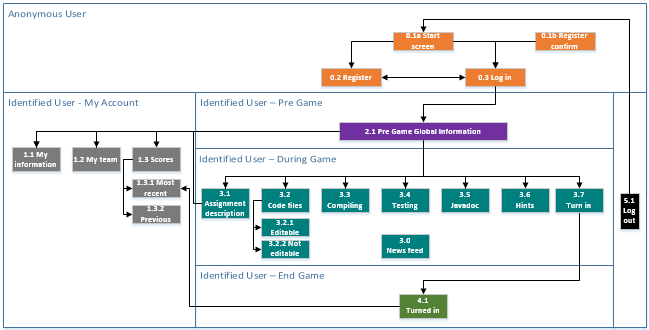 Anonymous User
0.1a Start
screen
0.1b Register
confirm
0.2 Register
0.3 Log in
Identified User - My Account
1.1 My
information
1.2 My team
1.3 Scores
1.3.1 Most
recent
1.3.2
Previous
Identified User – Pre Game
2.1 Pre Game Global Information
Identified User – During Game
3.1
Assignment
description
3.2
Code files
3.2.1
Editable
3.2.2 Not
editable
3.3
Compiling
3.4
Testing
3.5
Javadoc
3.6
Hints
3.7
Turn in
3.0
News feed
Identified User – End Game
4.1
Turned in
5.1
Log
out